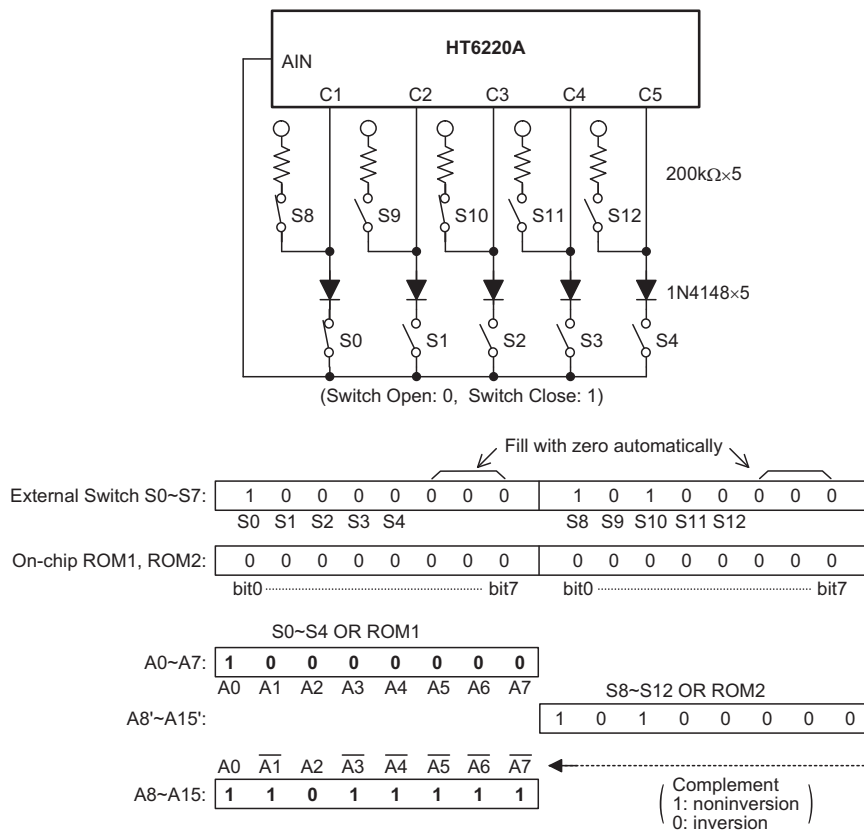 HT6220A
AIN
C1 C2 C3 C4 C5
200kΩ×5
S8 S9 S10 S11 S12
1N4148×5
S0 S1 S2 S3 S4
(Switch Open: 0, Switch Close: 1)
Fill with zero automatically
External Switch S0~S7: 1 0 0 0 0 0 0 0 1 0 1 0 0 0 0 0
S0 S1 S2 S3 S4 S8 S9 S10 S11 S12
On-chip ROM1, ROM2: 0 0 0 0 0 0 0 0 0 0 0 0 0 0 0 0
bit0 bit7 bit0 bit7
S0~S4 OR ROM1
A0~A7: 1 0 0 0 0 0 0 0
A0 A1 A2 A3 A4 A5 A6 A7
S8~S12 OR ROM2
A8'~A15': 1 0 1 0 0 0 0 0
A0 A̅1̅ A2 A̅3̅ A̅4̅ A̅5̅ A̅6̅ A̅7̅
A8~A15: 1 1 0 1 1 1 1 1
Complement
1: noninversion
0: inversion